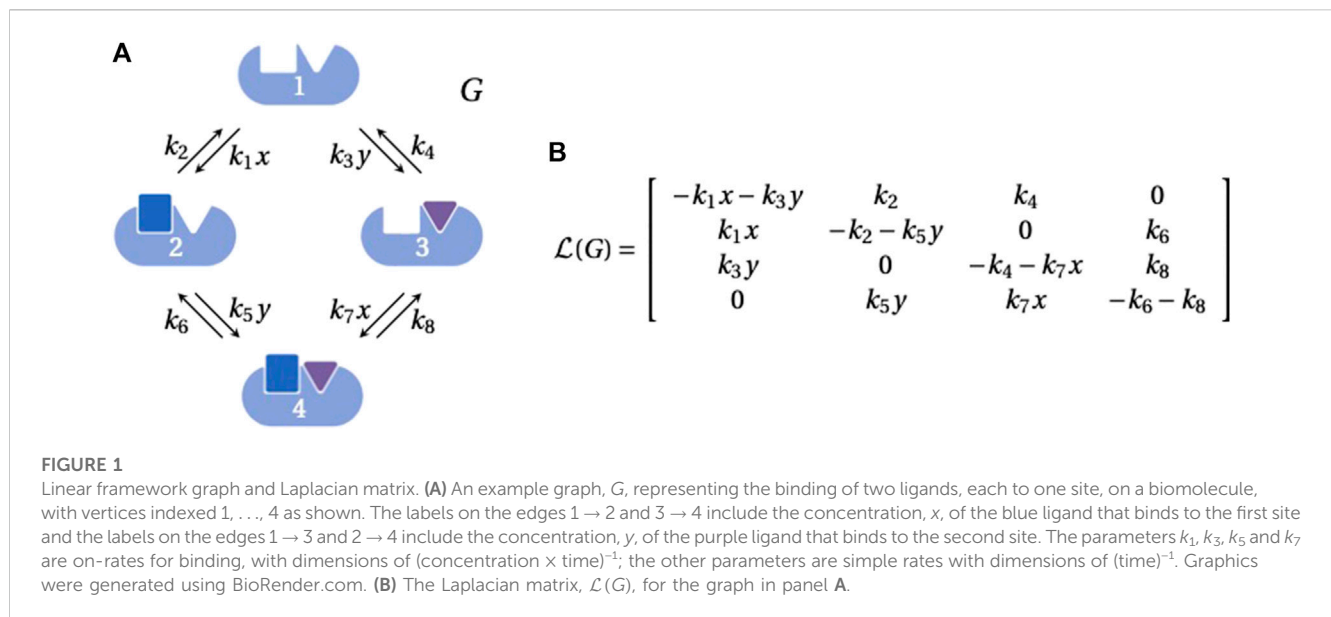 A
1
G
k₂
k₁x
k₃y
k₄
2
3
k₆
k₅y
k₇x
k₈
4
B
ℒ(G) =
−k₁x − k₃y k₂ k₄ 0
k₁x −k₂ − k₅y 0 k₆
k₃y 0 −k₄ − k₇x k₈
0 k₅y k₇x −k₆ − k₈
FIGURE 1
Linear framework graph and Laplacian matrix. (A) An example graph, G, representing the binding of two ligands, each to one site, on a biomolecule,
with vertices indexed 1, . . ., 4 as shown. The labels on the edges 1 → 2 and 3 → 4 include the concentration, x, of the blue ligand that binds to the first site
and the labels on the edges 1 → 3 and 2 → 4 include the concentration, y, of the purple ligand that binds to the second site. The parameters k₁, k₃, k₅ and k₇
are on-rates for binding, with dimensions of (concentration × time)⁻¹; the other parameters are simple rates with dimensions of (time)⁻¹. Graphics
were generated using BioRender.com. (B) The Laplacian matrix, ℒ(G), for the graph in panel A.